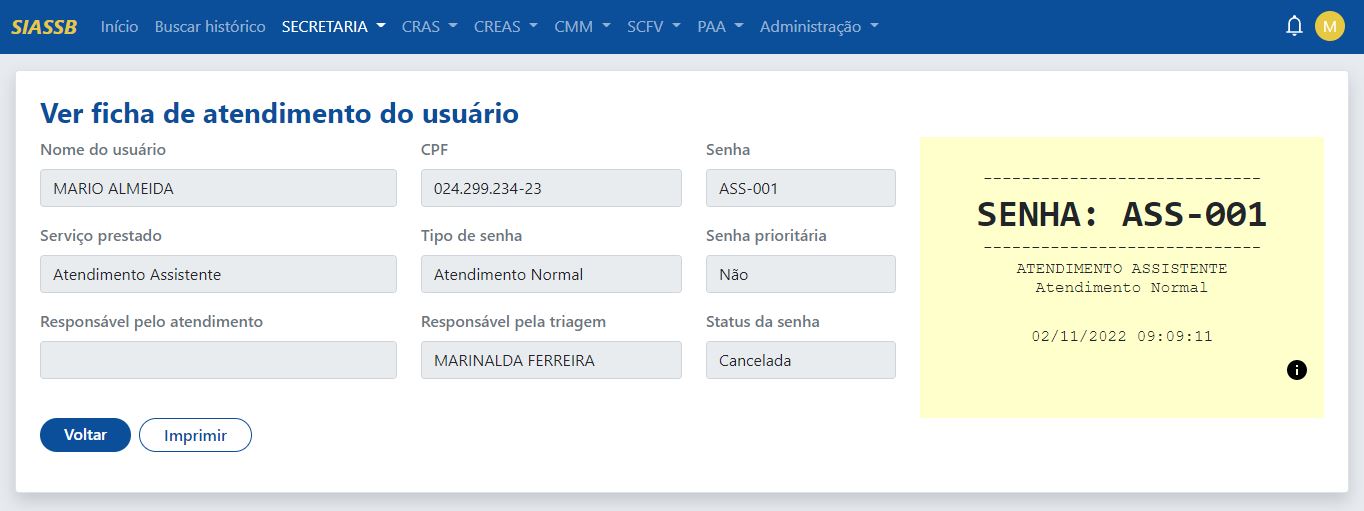 SIASSB Início Buscar histórico SECRETARIA CRAS CREAS CMM SCFV PAA Administração M
Ver ficha de atendimento do usuário
Nome do usuário CPF Senha
MARIO ALMEIDA 024.299.234-23 ASS-001
Serviço prestado Tipo de senha Senha prioritária
Atendimento Assistente Atendimento Normal Não
Responsável pelo atendimento Responsável pela triagem Status da senha
MARINALDA FERREIRA Cancelada
Voltar Imprimir
-----------------------------
SENHA: ASS-001
-----------------------------
ATENDIMENTO ASSISTENTE
Atendimento Normal
02/11/2022 09:09:11